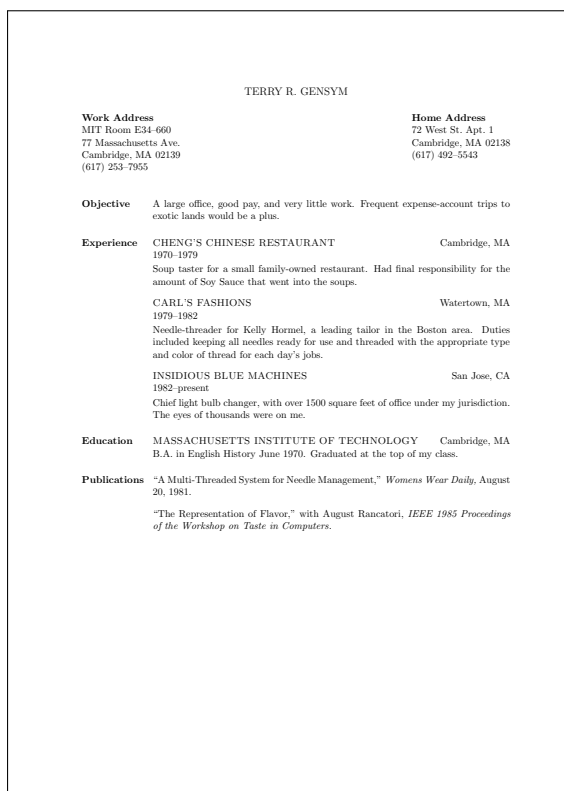 TERRY R. GENSYM
Work Address
MIT Room E34–660
77 Massachusetts Ave.
Cambridge, MA 02139
(617) 253–7955
Home Address
72 West St. Apt. 1
Cambridge, MA 02138
(617) 492–5543
Objective A large office, good pay, and very little work. Frequent expense-account trips to
exotic lands would be a plus.
Experience CHENG'S CHINESE RESTAURANT Cambridge, MA
1970–1979
Soup taster for a small family-owned restaurant. Had final responsibility for the
amount of Soy Sauce that went into the soups.
CARL'S FASHIONS Watertown, MA
1979–1982
Needle-threader for Kelly Hormel, a leading tailor in the Boston area. Duties
included keeping all needles ready for use and threaded with the appropriate type
and color of thread for each day's jobs.
INSIDIOUS BLUE MACHINES San Jose, CA
1982–present
Chief light bulb changer, with over 1500 square feet of office under my jurisdiction.
The eyes of thousands were on me.
Education MASSACHUSETTS INSTITUTE OF TECHNOLOGY Cambridge, MA
B.A. in English History June 1970. Graduated at the top of my class.
Publications “A Multi-Threaded System for Needle Management,” Womens Wear Daily, August
20, 1981.
“The Representation of Flavor,” with August Rancatori, IEEE 1985 Proceedings
of the Workshop on Taste in Computers.